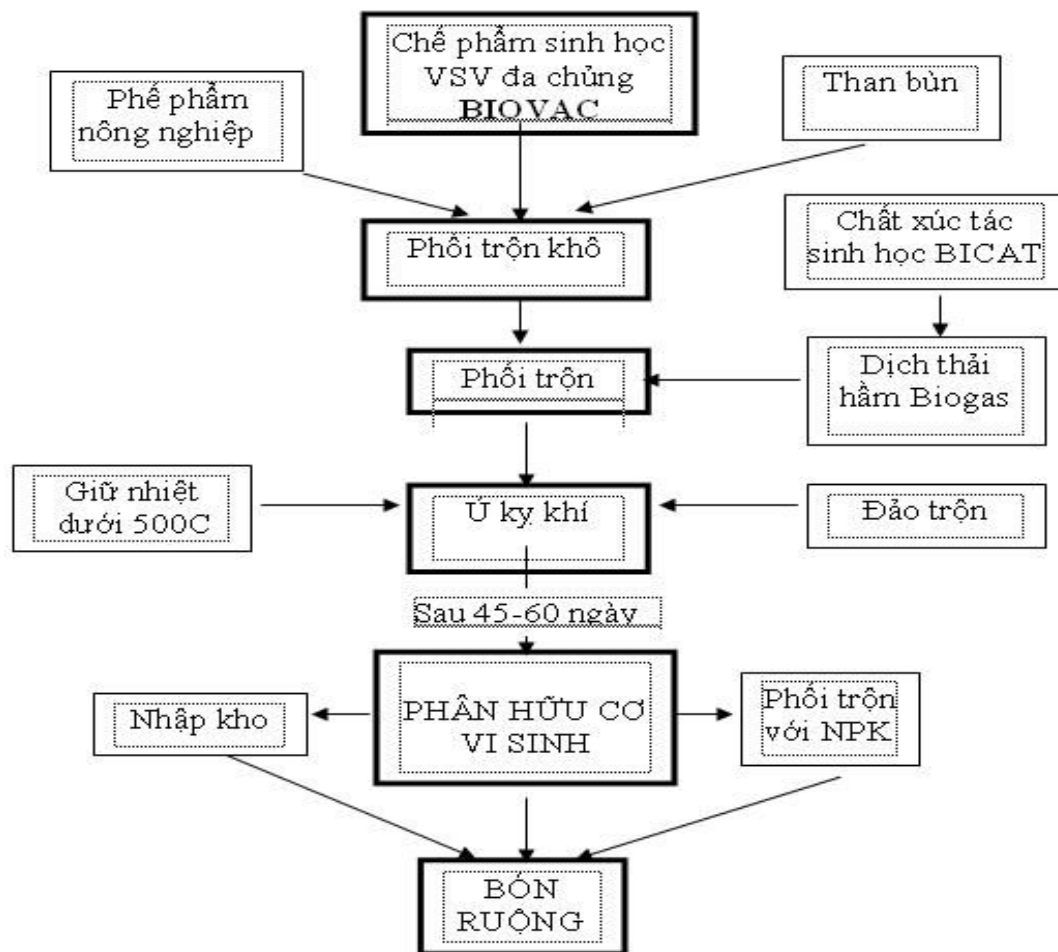 Chế phẩm sinh học
VSV đa chủng
BIOVAC
Phế phẩm
nông nghiệp
Than bùn
Phối trộn khô
Chất xúc tác
sinh học BICAT
Phối trộn
Dịch thải
hầm Biogas
Giữ nhiệt
dưới 500C
Ủ kỵ khí
Đảo trộn
Sau 45-60 ngày
Nhập kho
PHÂN HỮU CƠ
VI SINH
Phối trộn
với NPK
BÓN
RUỘNG